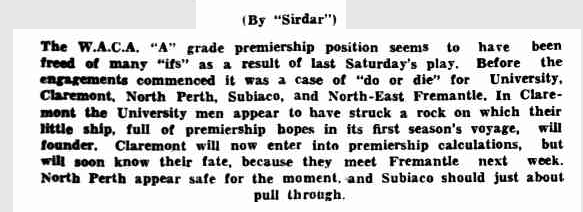 (By "Sirdar")
The W.A.C.A. "A" grade premiership position seems to have been
freed of many "ifs" as a result of last Saturday's play. Before the
engagements commenced it was a case of "do or die" for University,
Claremont, North Perth, Subiaco, and North-East Fremantle. In Clare-
mont the University men appear to have struck a rock on which their
little ship, full of premiership hopes in its first season's voyage, will
founder. Claremont will now enter into premiership calculations, but
will soon know their fate, because they meet Fremantle next week.
North Perth appear safe for the moment, and Subiaco should just about
pull through.